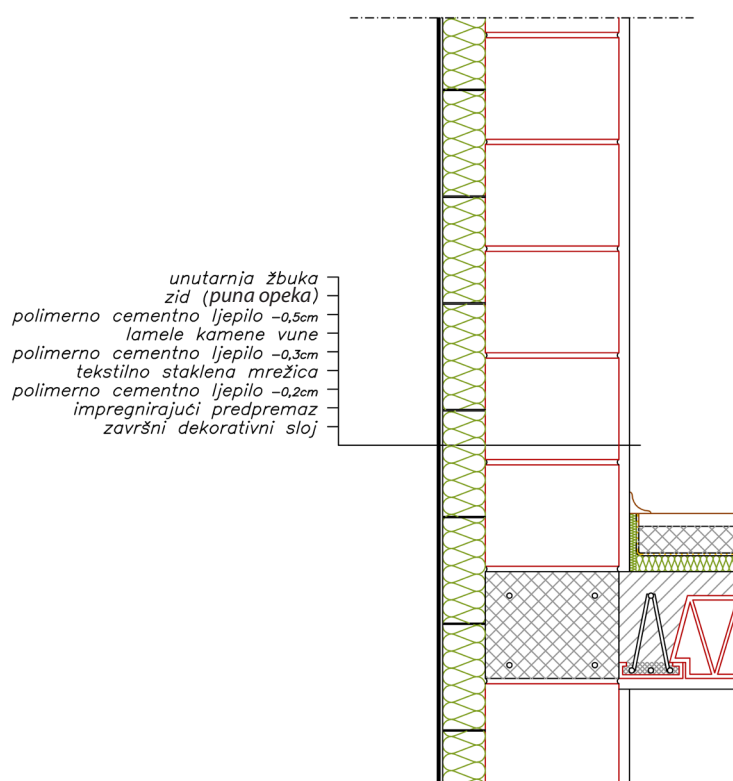 unutarnja žbuka
zid (puna opeka)
polimerno cementno ljepilo -0,5cm
lamele kamene vune
polimerno cementno ljepilo -0,3cm
tekstilno staklena mrežica
polimerno cementno ljepilo -0,2cm
impregnirajući predpremaz
završni dekorativni sloj